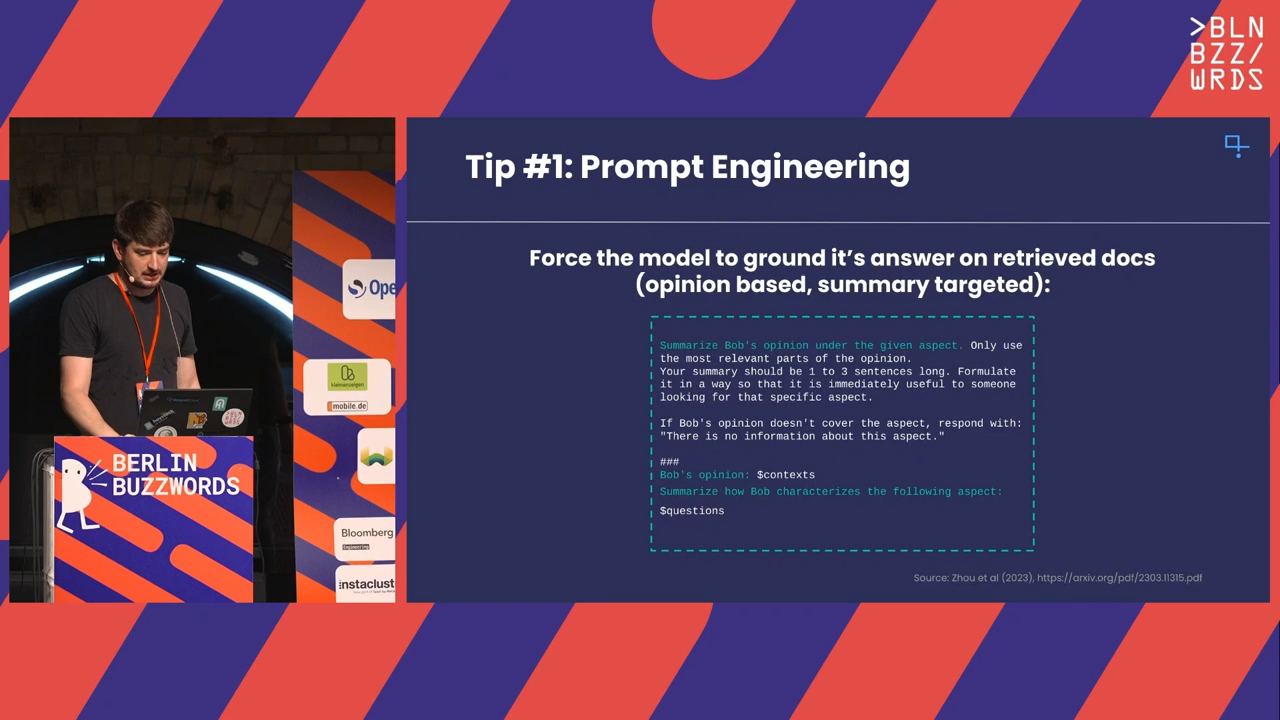 >BLN
BZZ/
WRDS
Tip #1: Prompt Engineering
Force the model to ground it's answer on retrieved docs
(opinion based, summary targeted):
Summarize Bob's opinion under the given aspect. Only use
the most relevant parts of the opinion.
Your summary should be 1 to 3 sentences long. Formulate
it in a way so that it is immediately useful to someone
looking for that specific aspect.
If Bob's opinion doesn't cover the aspect, respond with:
"There is no information about this aspect."
###
Bob's opinion: $contexts
Summarize how Bob characterizes the following aspect:
$questions
Source: Zhou et al (2023), https://arxiv.org/pdf/2303.11315.pdf
Ope
kleinanzeigen
mobile.de
BERLIN
BUZZWORDS
Bloomberg
Engineering
instaclust